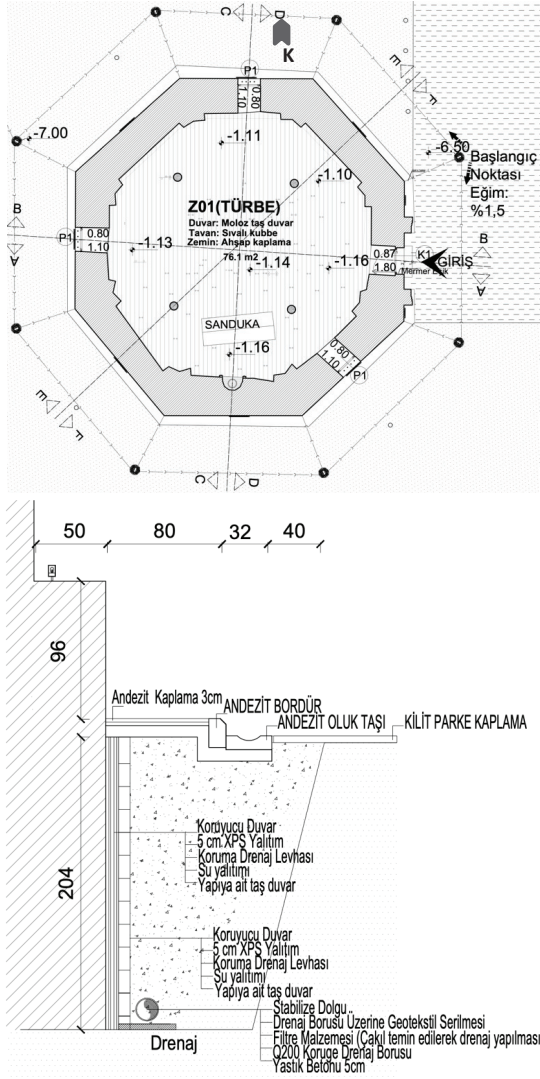 C
D
K
P1
1.10
0.80
E
F
-7.00
-1.11
-1.10
-6.50
Başlangıç
Noktası
Eğim:
%1,5
Z01(TÜRBE)
Duvar: Moloz taş duvar
Tavan: Sıvalı kubbe
Zemin: Ahşap kaplama
76.1 m2
B
A
P1
0.80
1.10
-1.13
-1.14
-1.16
0.87
1.80
K1
GİRİŞ
Mermer Eşik
B
A
SANDUKA
-1.16
0.80
1.10
P1
E
F
C
D
50
80
32
40
96
Andezit Kaplama 3cm
ANDEZİT BORDÜR
ANDEZİT OLUK TAŞI
KİLİT PARKE KAPLAMA
204
Koruyucu Duvar
5 cm XPS Yalıtım
Koruma Drenaj Levhası
Su yalıtımı
Yapıya ait taş duvar
Koruyucu Duvar
5 cm XPS Yalıtım
Koruma Drenaj Levhası
Su yalıtımı
Yapıya ait taş duvar
Stabilize Dolgu
Drenaj Borusu Üzerine Geotekstil Serilmesi
Filtre Malzemesi (Çakıl temin edilerek drenaj yapılması
Q200 Koruge Drenaj Borusu
Yastık Betonu 5cm
Drenaj